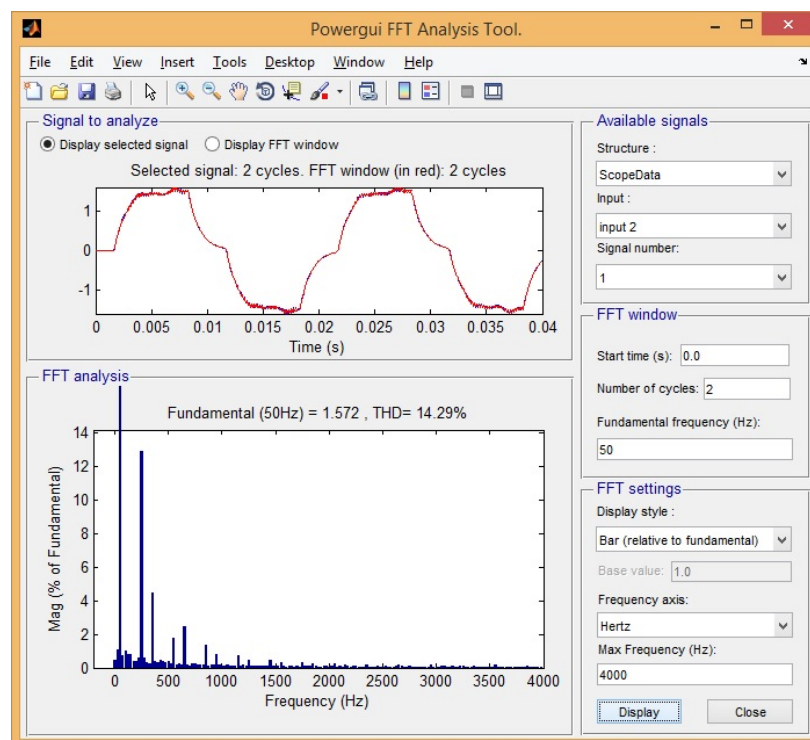 Powergui FFT Analysis Tool.
File Edit View Insert Tools Desktop Window Help
Signal to analyze
Display selected signal Display FFT window
Selected signal: 2 cycles. FFT window (in red): 2 cycles
1
0
-1
0 0.005 0.01 0.015 0.02 0.025 0.03 0.035 0.04
Time (s)
FFT analysis
Fundamental (50Hz) = 1.572 , THD= 14.29%
14
12
10
8
6
4
2
0
Mag (% of Fundamental)
0 500 1000 1500 2000 2500 3000 3500 4000
Frequency (Hz)
Available signals
Structure :
ScopeData
Input :
input 2
Signal number:
1
FFT window
Start time (s): 0.0
Number of cycles: 2
Fundamental frequency (Hz):
50
FFT settings
Display style :
Bar (relative to fundamental)
Base value: 1.0
Frequency axis:
Hertz
Max Frequency (Hz):
4000
Display Close